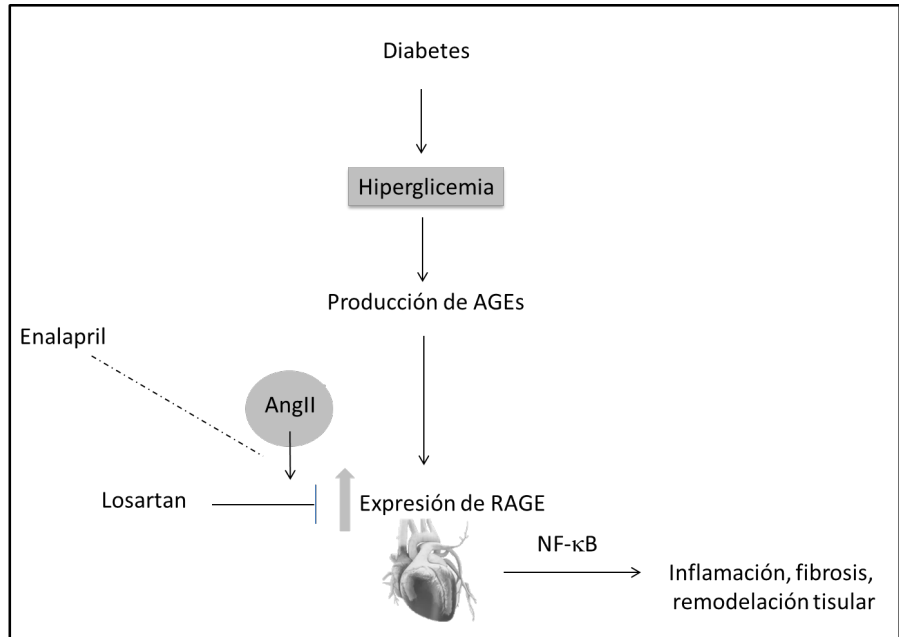 Diabetes
Hiperglicemia
Producción de AGEs
Enalapril
AngII
Losartan
Expresión de RAGE
NF-κB
Inflamación, fibrosis,
remodelación tisular